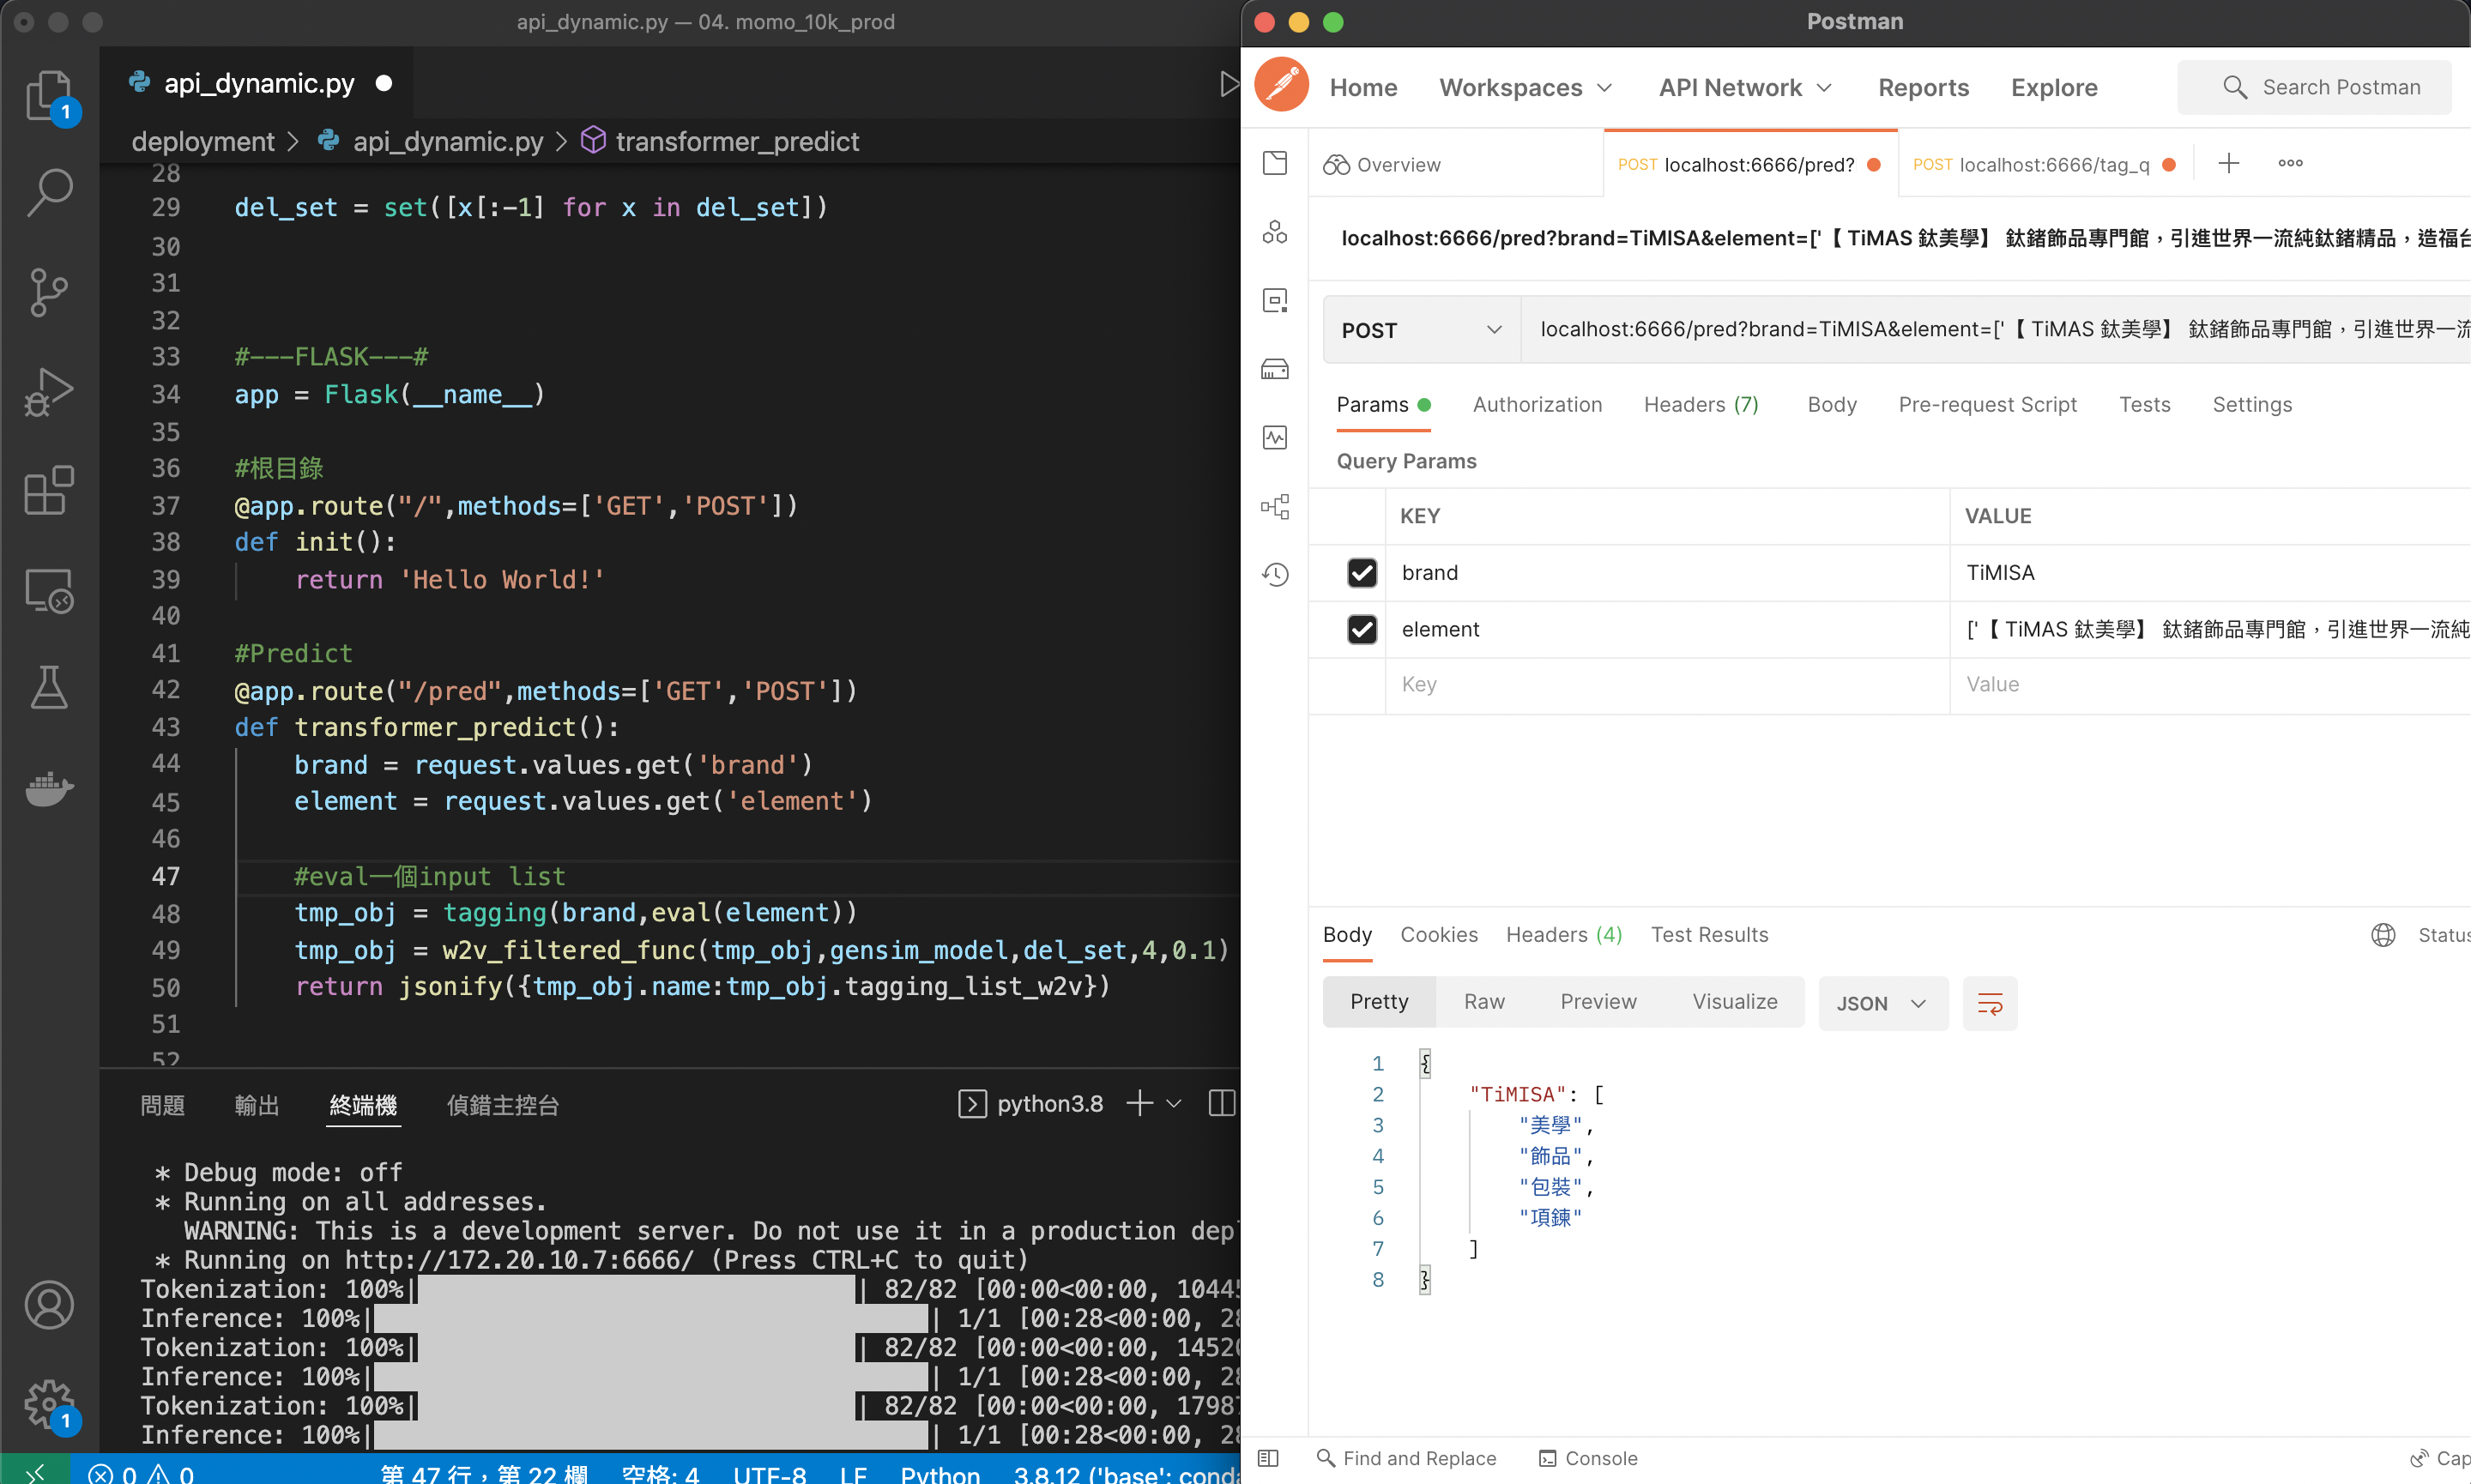 api_dynamic.py — 04. momo_10k_prod
api_dynamic.py
1
deployment > api_dynamic.py > transformer_predict
28
29 del_set = set([x[:-1] for x in del_set])
30
31
32
33 #---FLASK---#
34 app = Flask(__name__)
35
36 #根目錄
37 @app.route("/",methods=['GET','POST'])
38 def init():
39 return 'Hello World!'
40
41 #Predict
42 @app.route("/pred",methods=['GET','POST'])
43 def transformer_predict():
44 brand = request.values.get('brand')
45 element = request.values.get('element')
46
47 #eval一個input list
48 tmp_obj = tagging(brand,eval(element))
49 tmp_obj = w2v_filtered_func(tmp_obj,gensim_model,del_set,4,0.1)
50 return jsonify({tmp_obj.name:tmp_obj.tagging_list_w2v})
51
52
問題 輸出 終端機 偵錯主控台 python3.8
* Debug mode: off
* Running on all addresses.
WARNING: This is a development server. Do not use it in a production dep
* Running on http://172.20.10.7:6666/ (Press CTRL+C to quit)
Tokenization: 100%| | 82/82 [00:00<00:00, 10445
Inference: 100%| | 1/1 [00:28<00:00, 28
Tokenization: 100%| | 82/82 [00:00<00:00, 14520
Inference: 100%| | 1/1 [00:28<00:00, 28
Tokenization: 100%| | 82/82 [00:00<00:00, 17987
Inference: 100%| | 1/1 [00:28<00:00, 28
1
0 0 第 47 行，第 22 欄 空格: 4 UTF-8 LF Python 3.8.12 ('base': conda
Postman
Home Workspaces API Network Reports Explore Search Postman
Overview POST localhost:6666/pred? POST localhost:6666/tag_q
localhost:6666/pred?brand=TiMISA&element=['【 TiMAS 鈦美學】 鈦鍺飾品專門館，引進世界一流純鈦鍺精品，造福台
POST localhost:6666/pred?brand=TiMISA&element=['【 TiMAS 鈦美學】 鈦鍺飾品專門館，引進世界一流
Params Authorization Headers (7) Body Pre-request Script Tests Settings
Query Params
KEY VALUE
brand TiMISA
element ['【 TiMAS 鈦美學】 鈦鍺飾品專門館，引進世界一流純
Key Value
Body Cookies Headers (4) Test Results Status
Pretty Raw Preview Visualize JSON
1 {
2 "TiMISA": [
3 "美學",
4 "飾品",
5 "包裝",
6 "項鍊"
7 ]
8 }
Find and Replace Console Cap